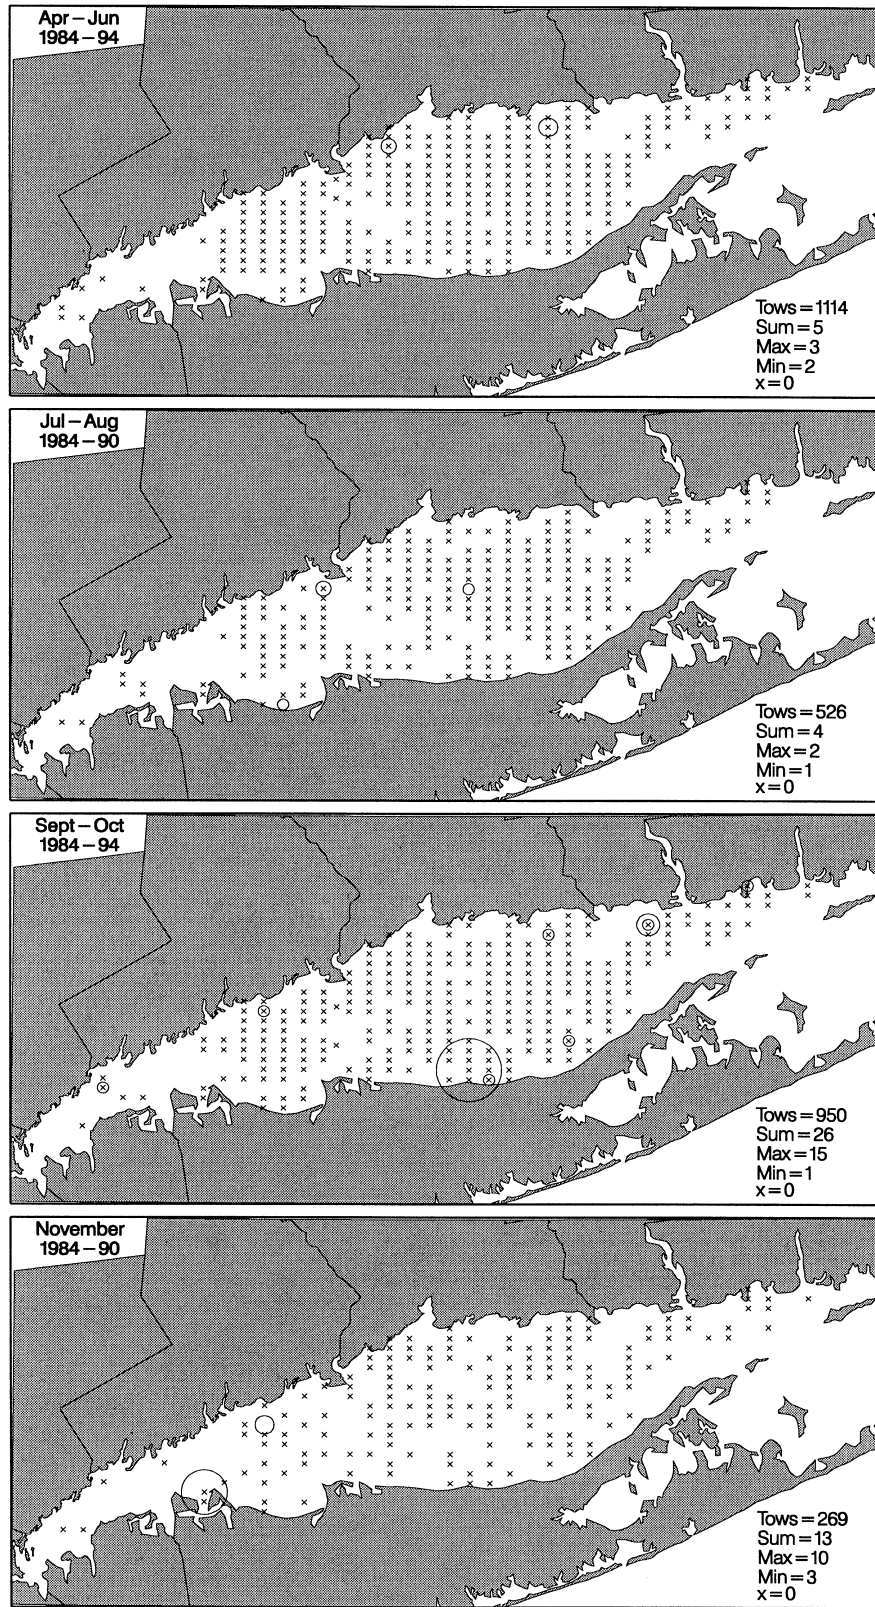 Apr – Jun
1984 – 94
Tows = 1114
Sum = 5
Max = 3
Min = 2
x = 0
Jul – Aug
1984 – 90
Tows = 526
Sum = 4
Max = 2
Min = 1
x = 0
Sept – Oct
1984 – 94
Tows = 950
Sum = 26
Max = 15
Min = 1
x = 0
November
1984 – 90
Tows = 269
Sum = 13
Max = 10
Min = 3
x = 0